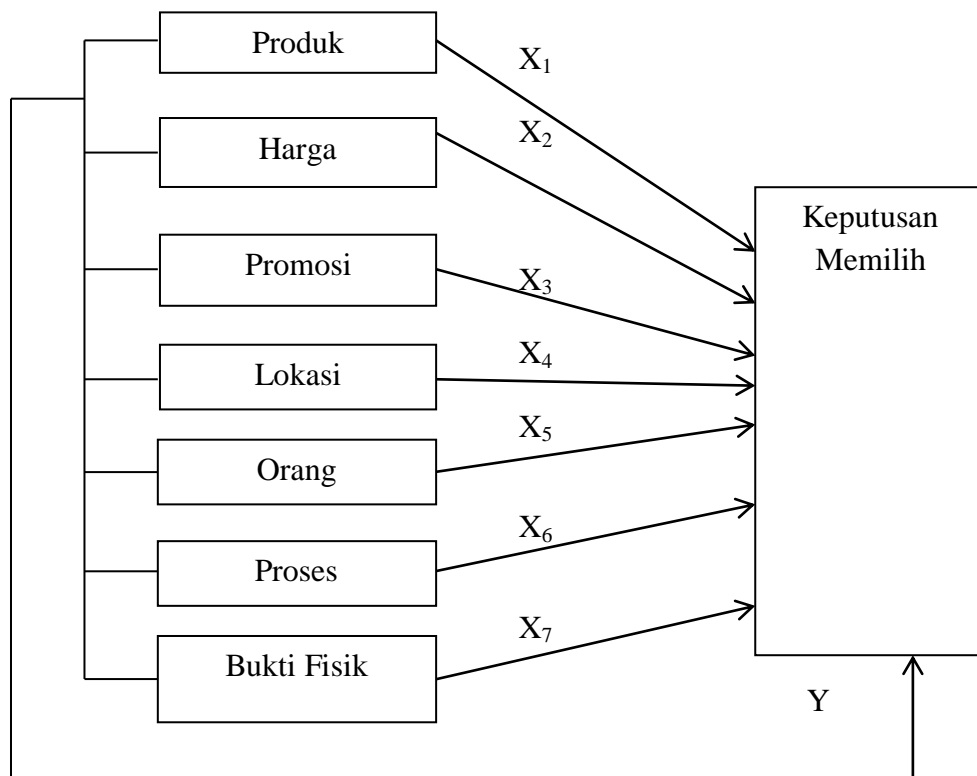 Produk
X₁
Harga
X₂
Keputusan
Memilih
Promosi
X₃
Lokasi
X₄
Orang
X₅
Proses
X₆
Bukti Fisik
X₇
Y